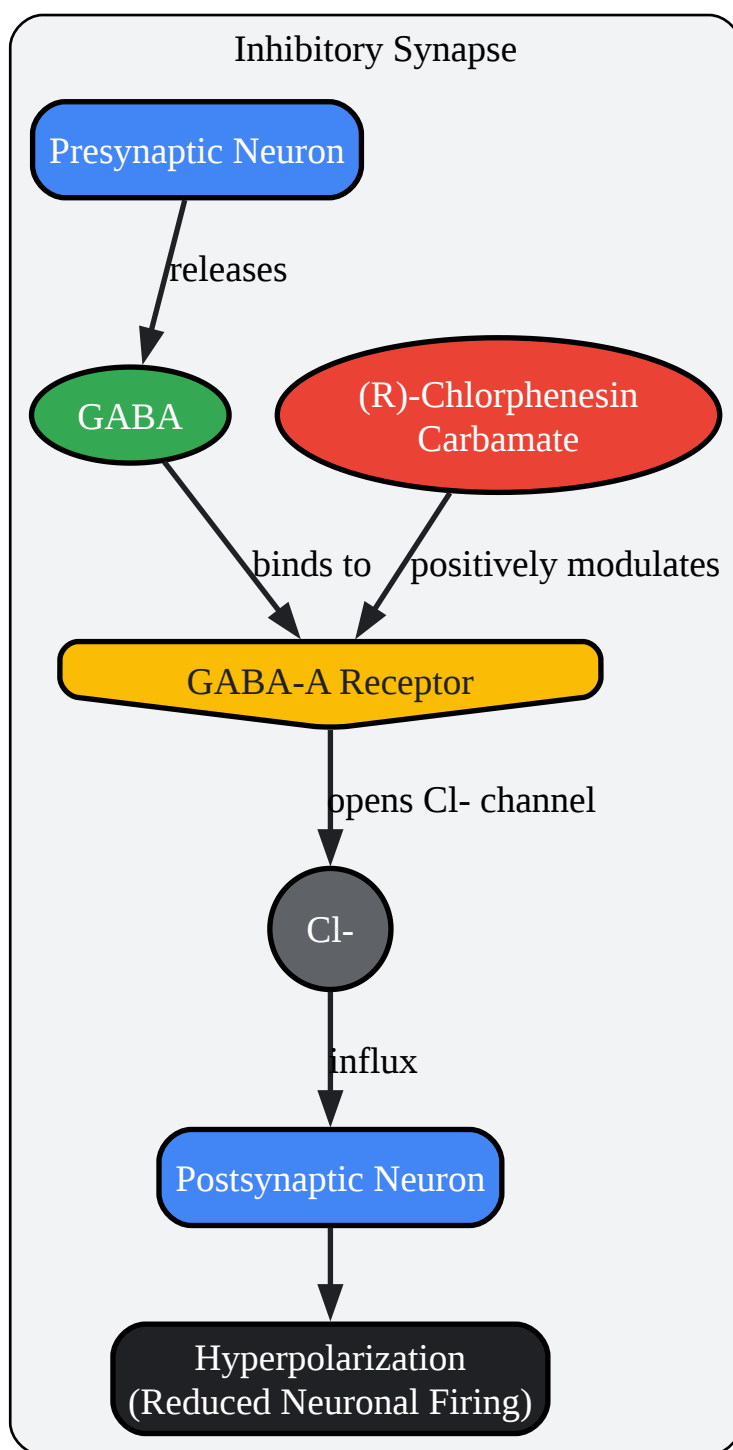 Inhibitory Synapse
Presynaptic Neuron
releases
GABA
(R)-Chlorphenesin
Carbamate
binds to
positively modulates
GABA-A Receptor
opens Cl- channel
Cl-
influx
Postsynaptic Neuron
Hyperpolarization
(Reduced Neuronal Firing)